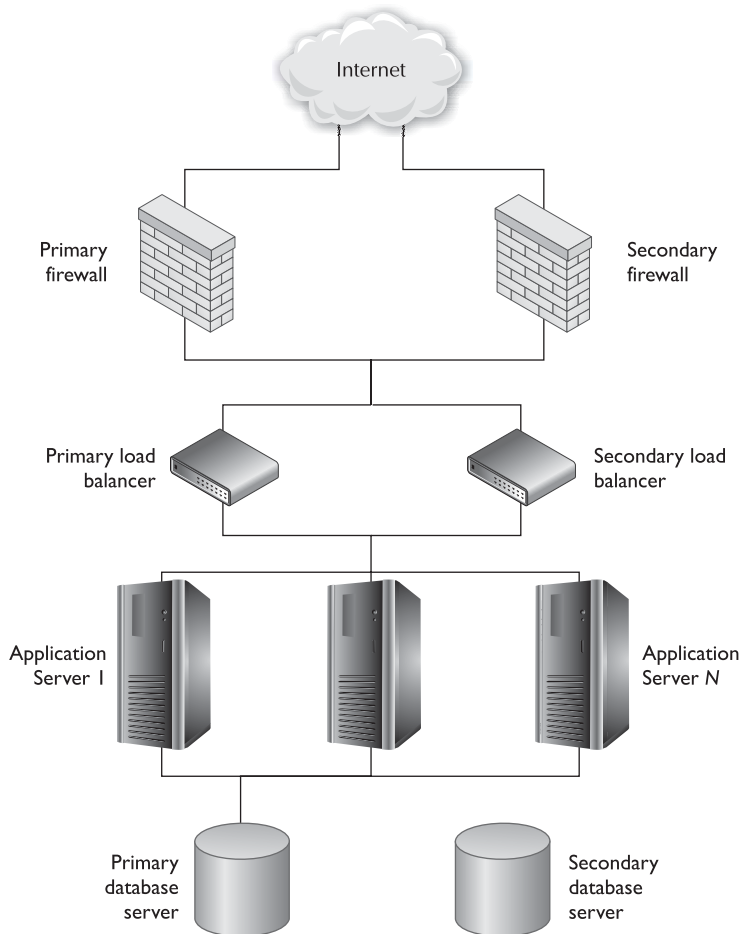 Internet
Primary
firewall
Secondary
firewall
Primary load
balancer
Secondary load
balancer
Application
Server 1
Application
Server N
Primary
database
server
Secondary
database
server